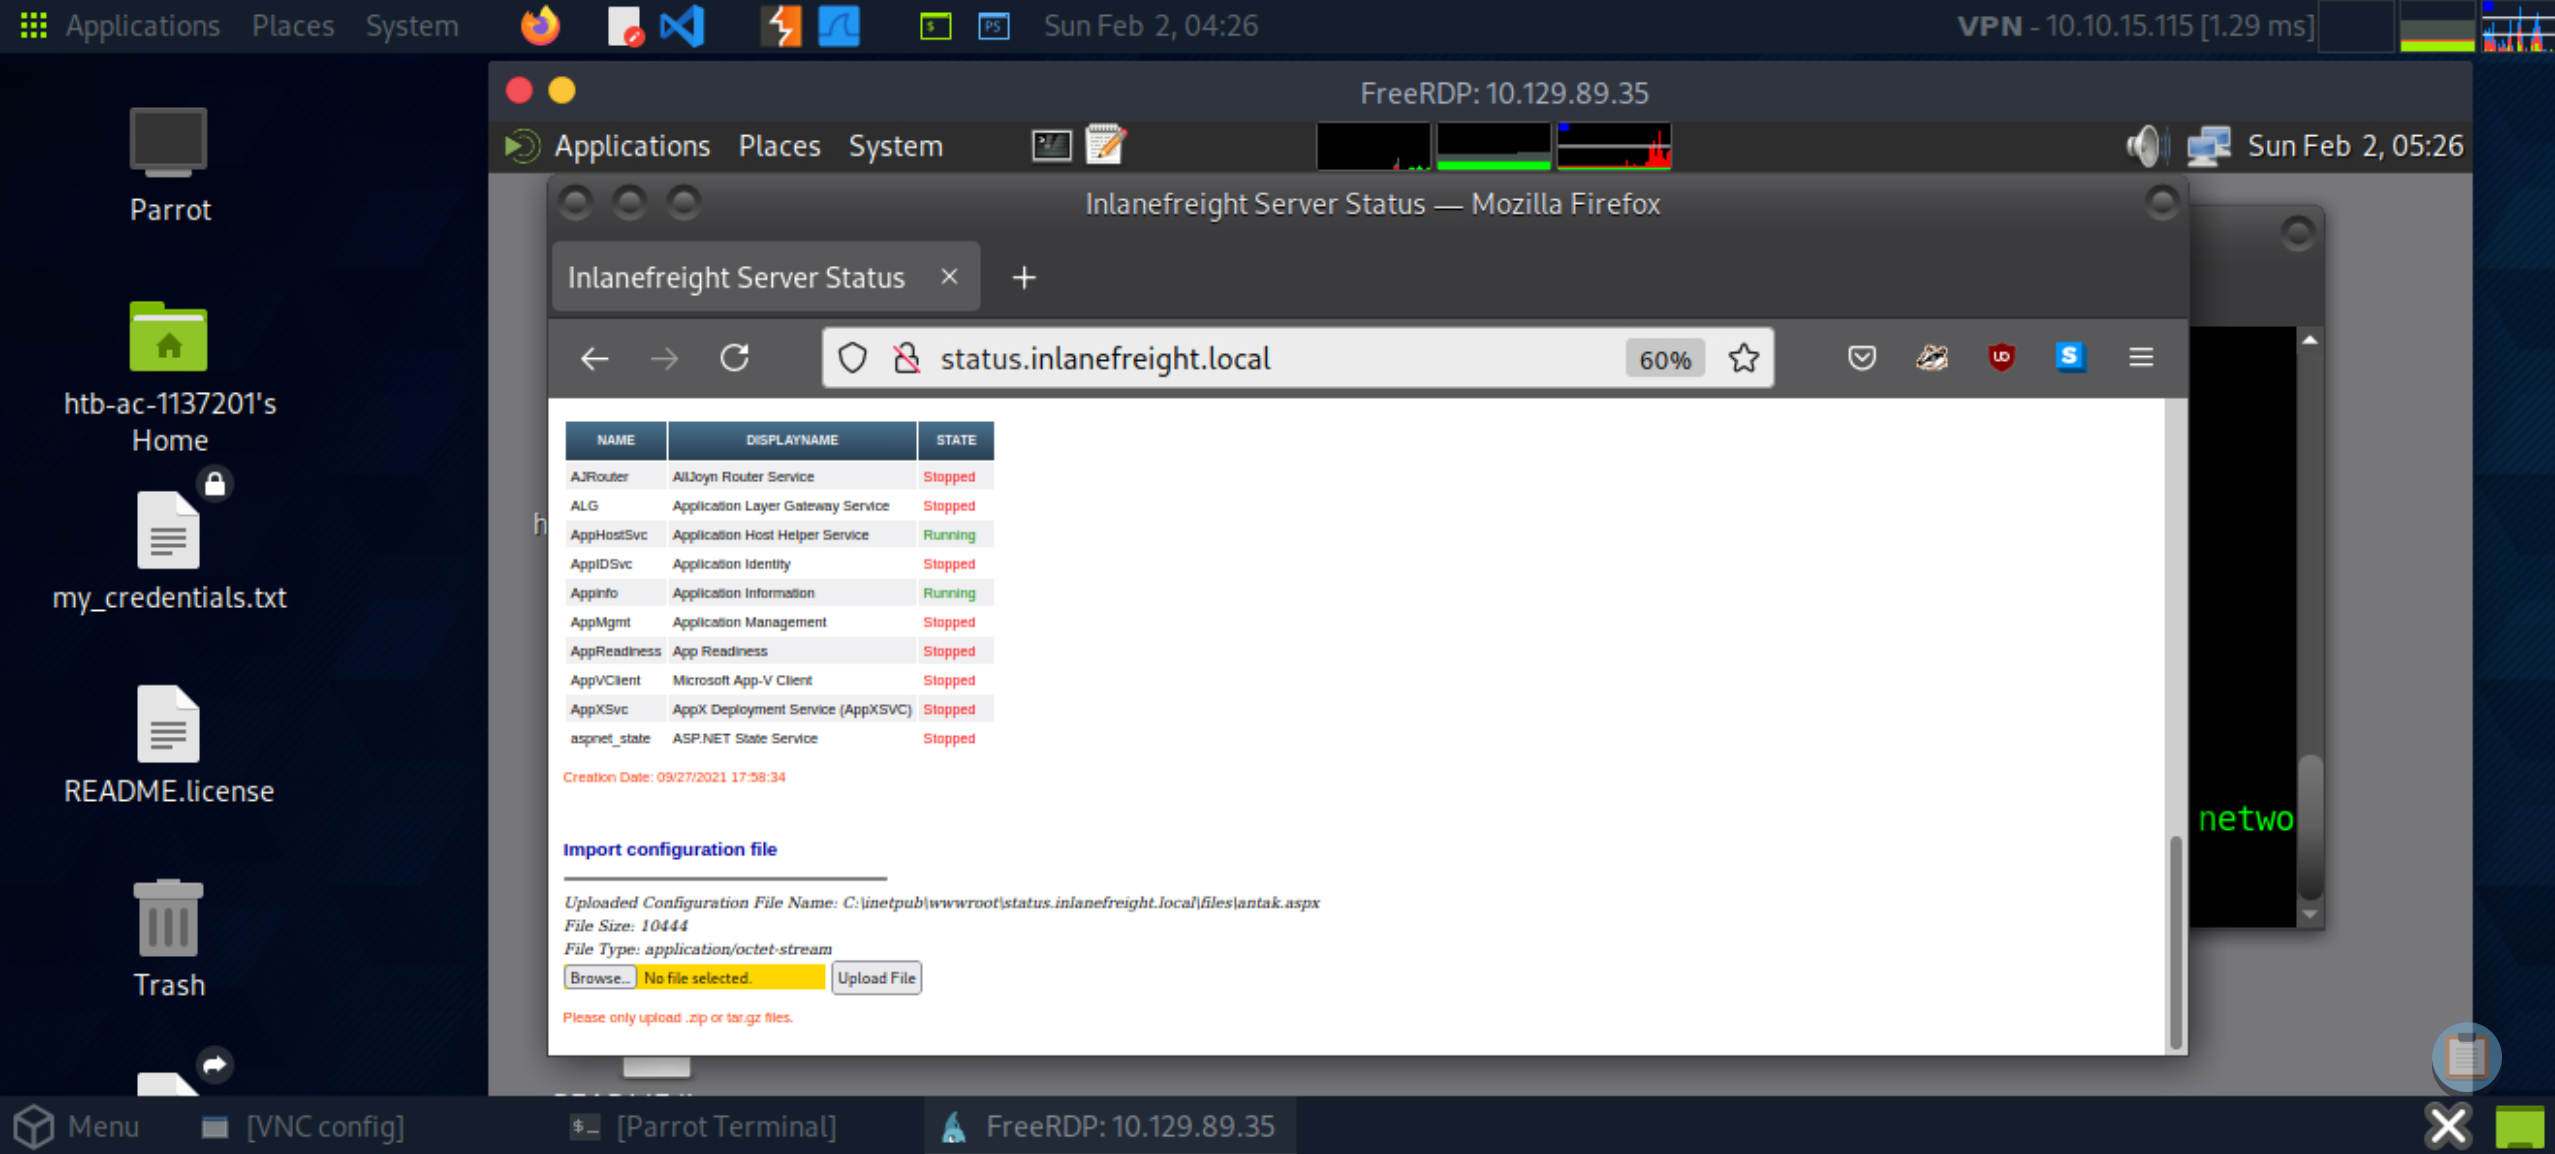 Applications Places System Sun Feb 2, 04:26 VPN - 10.10.15.115 [1.29 ms]
FreeRDP: 10.129.89.35
Applications Places System Sun Feb 2, 05:26
Parrot
Inlanefreight Server Status — Mozilla Firefox
Inlanefreight Server Status
status.inlanefreight.local 60%
htb-ac-1137201's
Home
NAME DISPLAYNAME STATE
AJRouter AllJoyn Router Service Stopped
ALG Application Layer Gateway Service Stopped
AppHostSvc Application Host Helper Service Running
AppIDSvc Application Identity Stopped
Appinfo Application Information Running
AppMgmt Application Management Stopped
AppReadiness App Readiness Stopped
AppVClient Microsoft App-V Client Stopped
AppXSvc AppX Deployment Service (AppXSVC) Stopped
aspnet_state ASP.NET State Service Stopped
Creation Date: 09/27/2021 17:58:34
my_credentials.txt
README.license
netwo
Import configuration file
Uploaded Configuration File Name: C:\inetpub\wwwroot\status.inlanefreight.local\files\antak.aspx
File Size: 10444
File Type: application/octet-stream
Browse... No file selected. Upload File
Please only upload .zip or tar.gz files.
Trash
Menu [VNC config] [Parrot Terminal] FreeRDP: 10.129.89.35